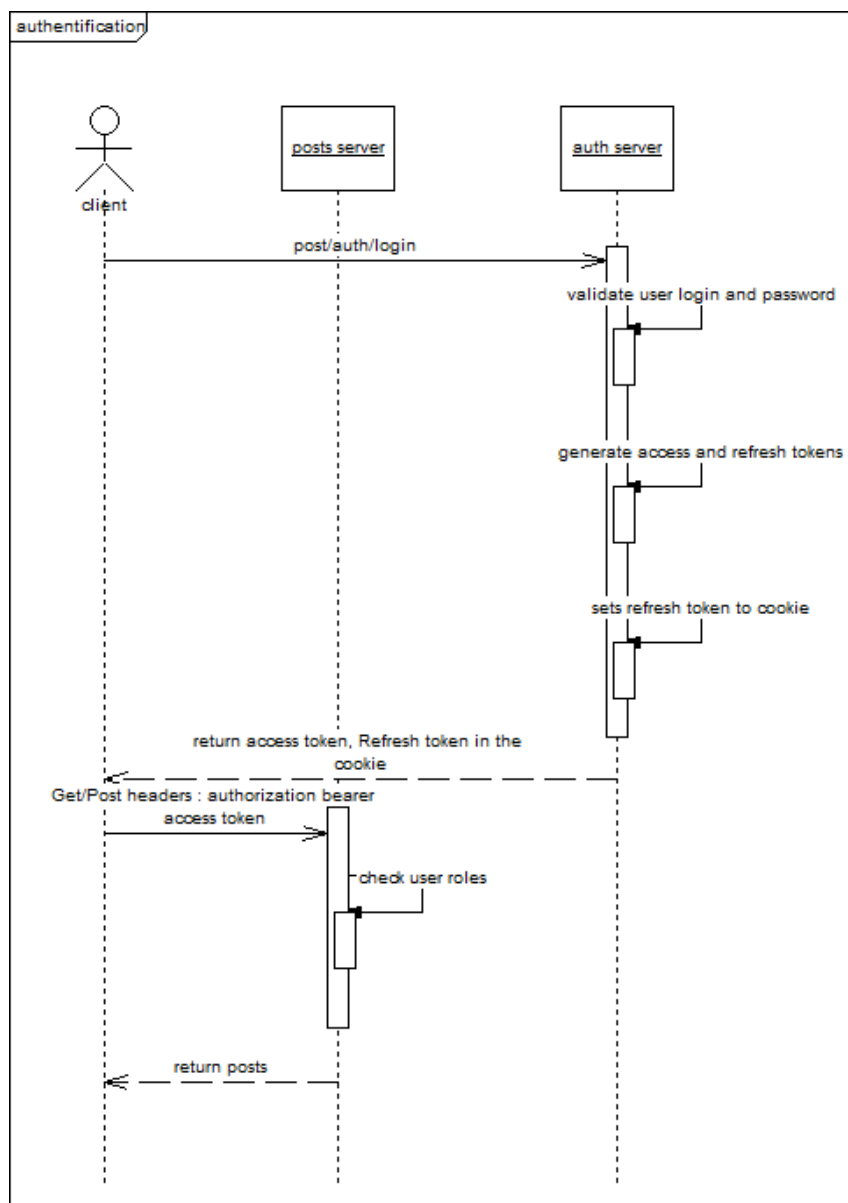 authentification
client
posts server
auth server
post/auth/login
validate user login and password
generate access and refresh tokens
sets refresh token to cookie
return access token, Refresh token in the
cookie
Get/Post headers : authorization bearer
access token
check user roles
return posts